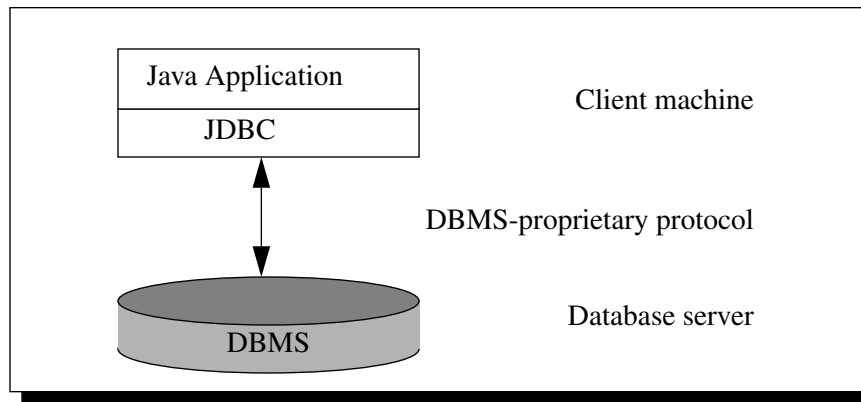 Java Application
Client machine
JDBC
DBMS-proprietary protocol
Database server
DBMS